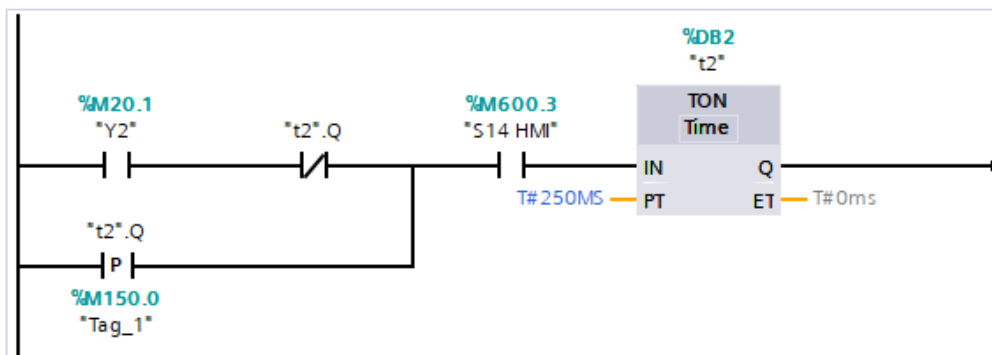 %DB2
"t2"
%M20.1
"Y2"
"t2".Q
%M600.3
"S14 HMI"
TON
Time
IN
Q
T#250MS
PT
ET
T#0ms
"t2".Q
P
%M150.0
"Tag_1"